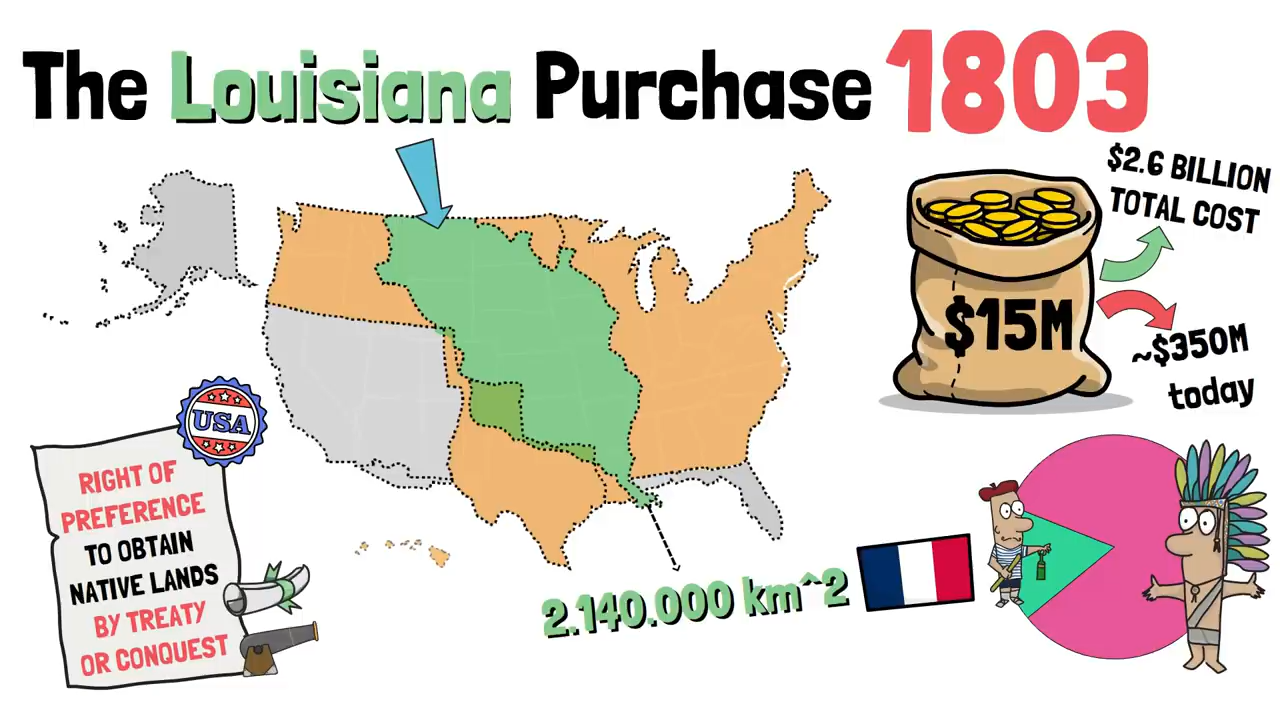 The Louisiana Purchase 1803
$2.6 BILLION
TOTAL COST
$15M
~$350M
today
USA
RIGHT OF
PREFERENCE
TO OBTAIN
NATIVE LANDS
BY TREATY
OR CONQUEST
2.140.000 km^2